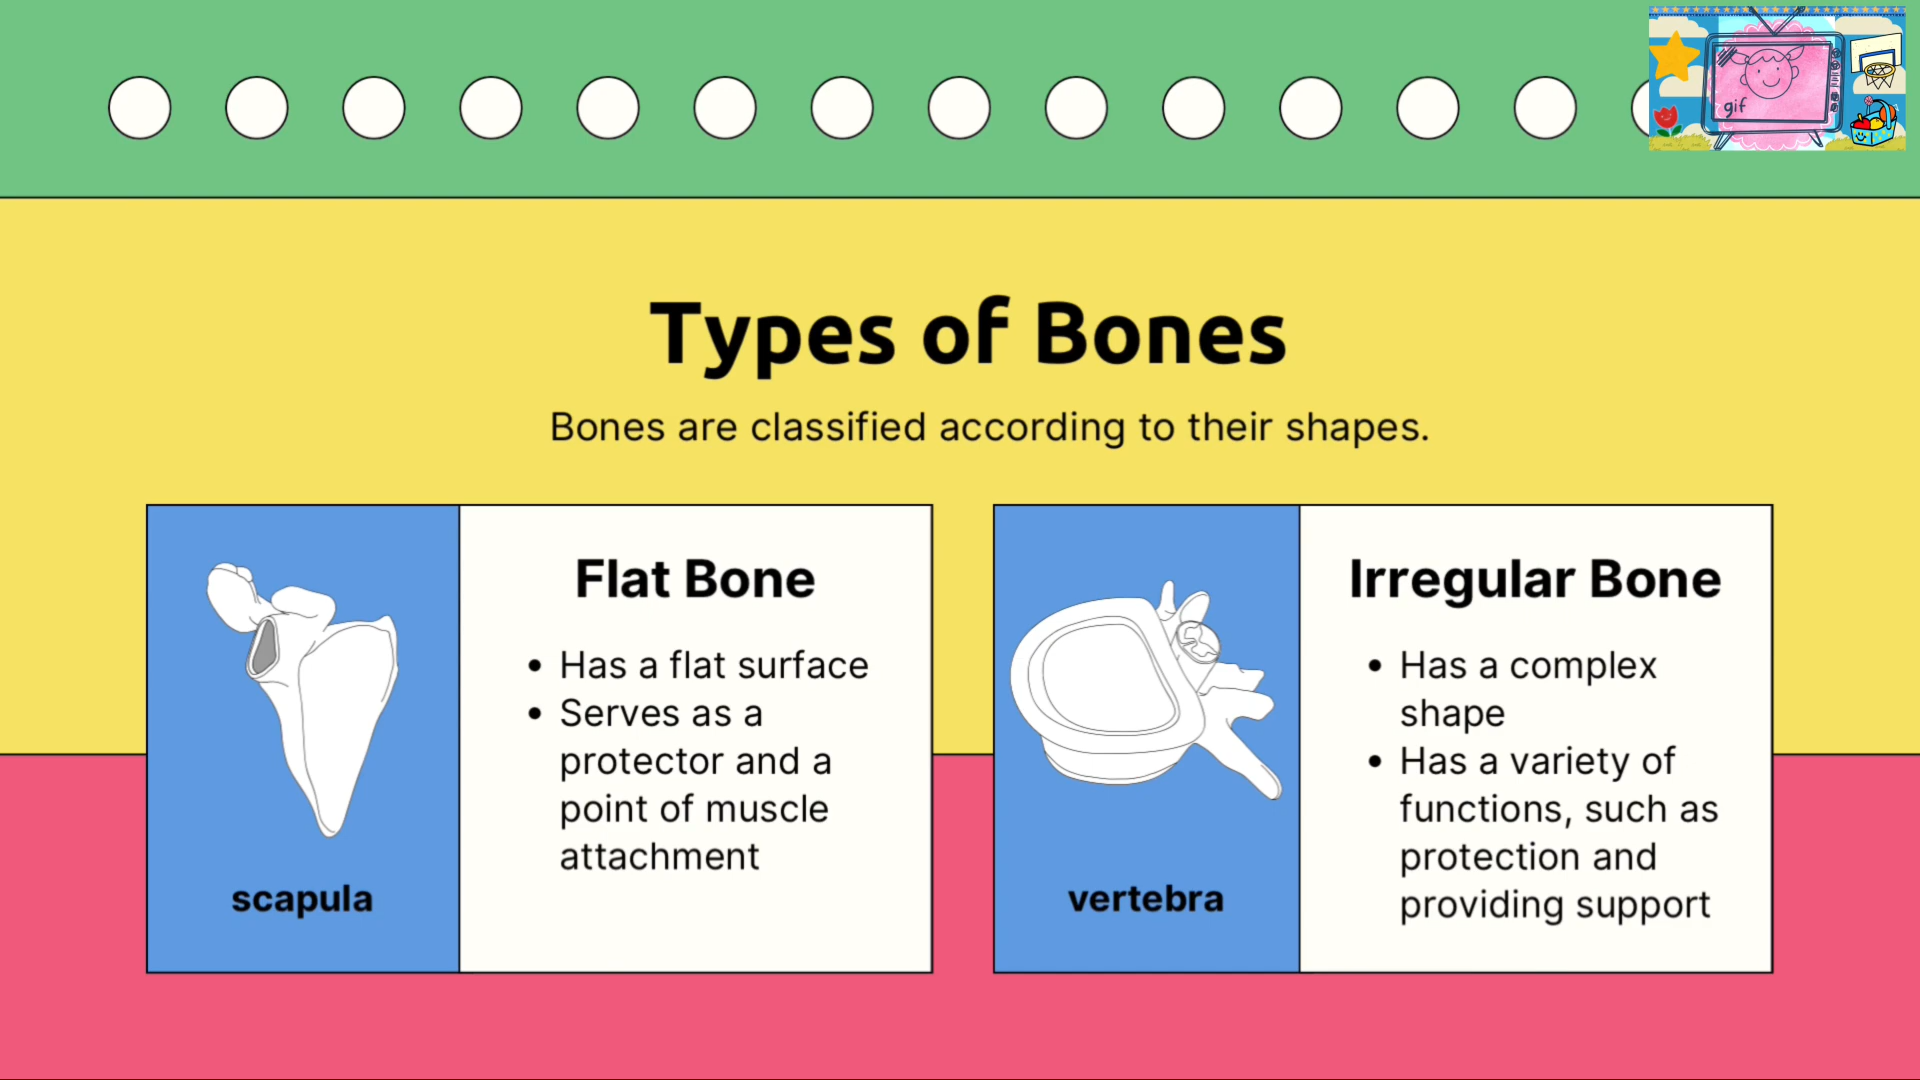 gif
Types of Bones
Bones are classified according to their shapes.
Flat Bone
• Has a flat surface
• Serves as a
protector and a
point of muscle
attachment
scapula
Irregular Bone
• Has a complex
shape
• Has a variety of
functions, such as
protection and
providing support
vertebra